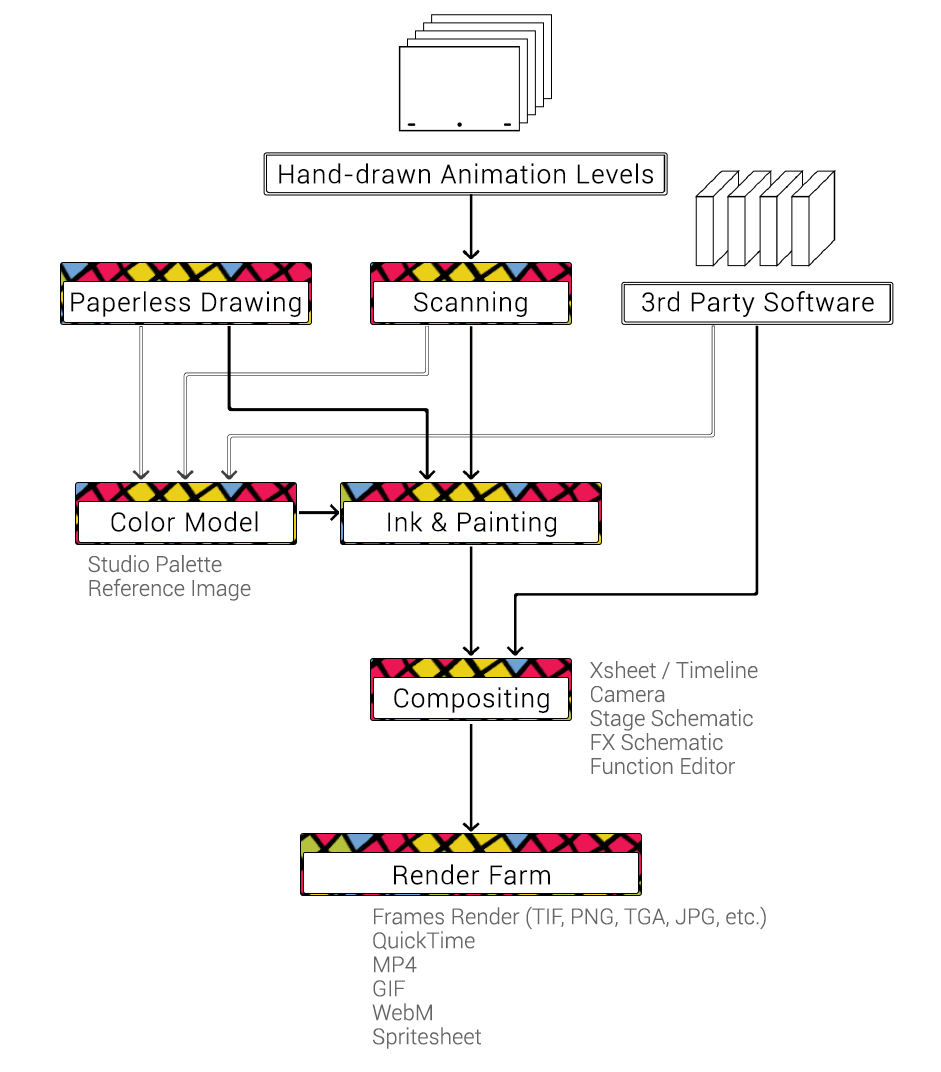 Hand-drawn Animation Levels
Paperless Drawing
Scanning
3rd Party Software
Color Model
Ink & Painting
Studio Palette
Reference Image
Compositing
Xsheet / Timeline
Camera
Stage Schematic
FX Schematic
Function Editor
Render Farm
Frames Render (TIF, PNG, TGA, JPG, etc.)
QuickTime
MP4
GIF
WebM
Spritesheet